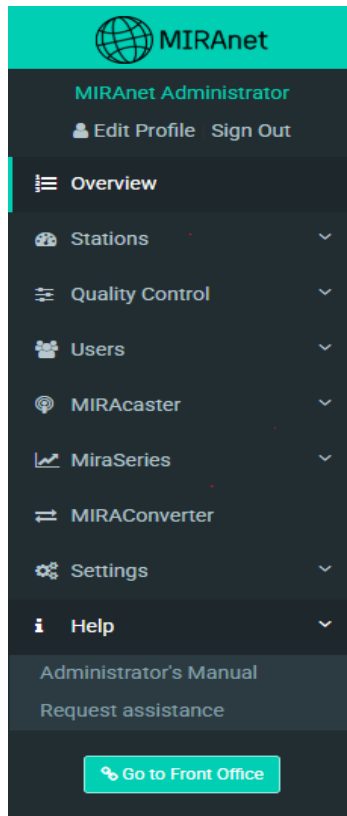 MIRAnet
MIRAnet Administrator
Edit Profile Sign Out
Overview
Stations
Quality Control
Users
MIRAcaster
MiraSeries
MIRAConverter
Settings
Help
Administrator's Manual
Request assistance
Go to Front Office